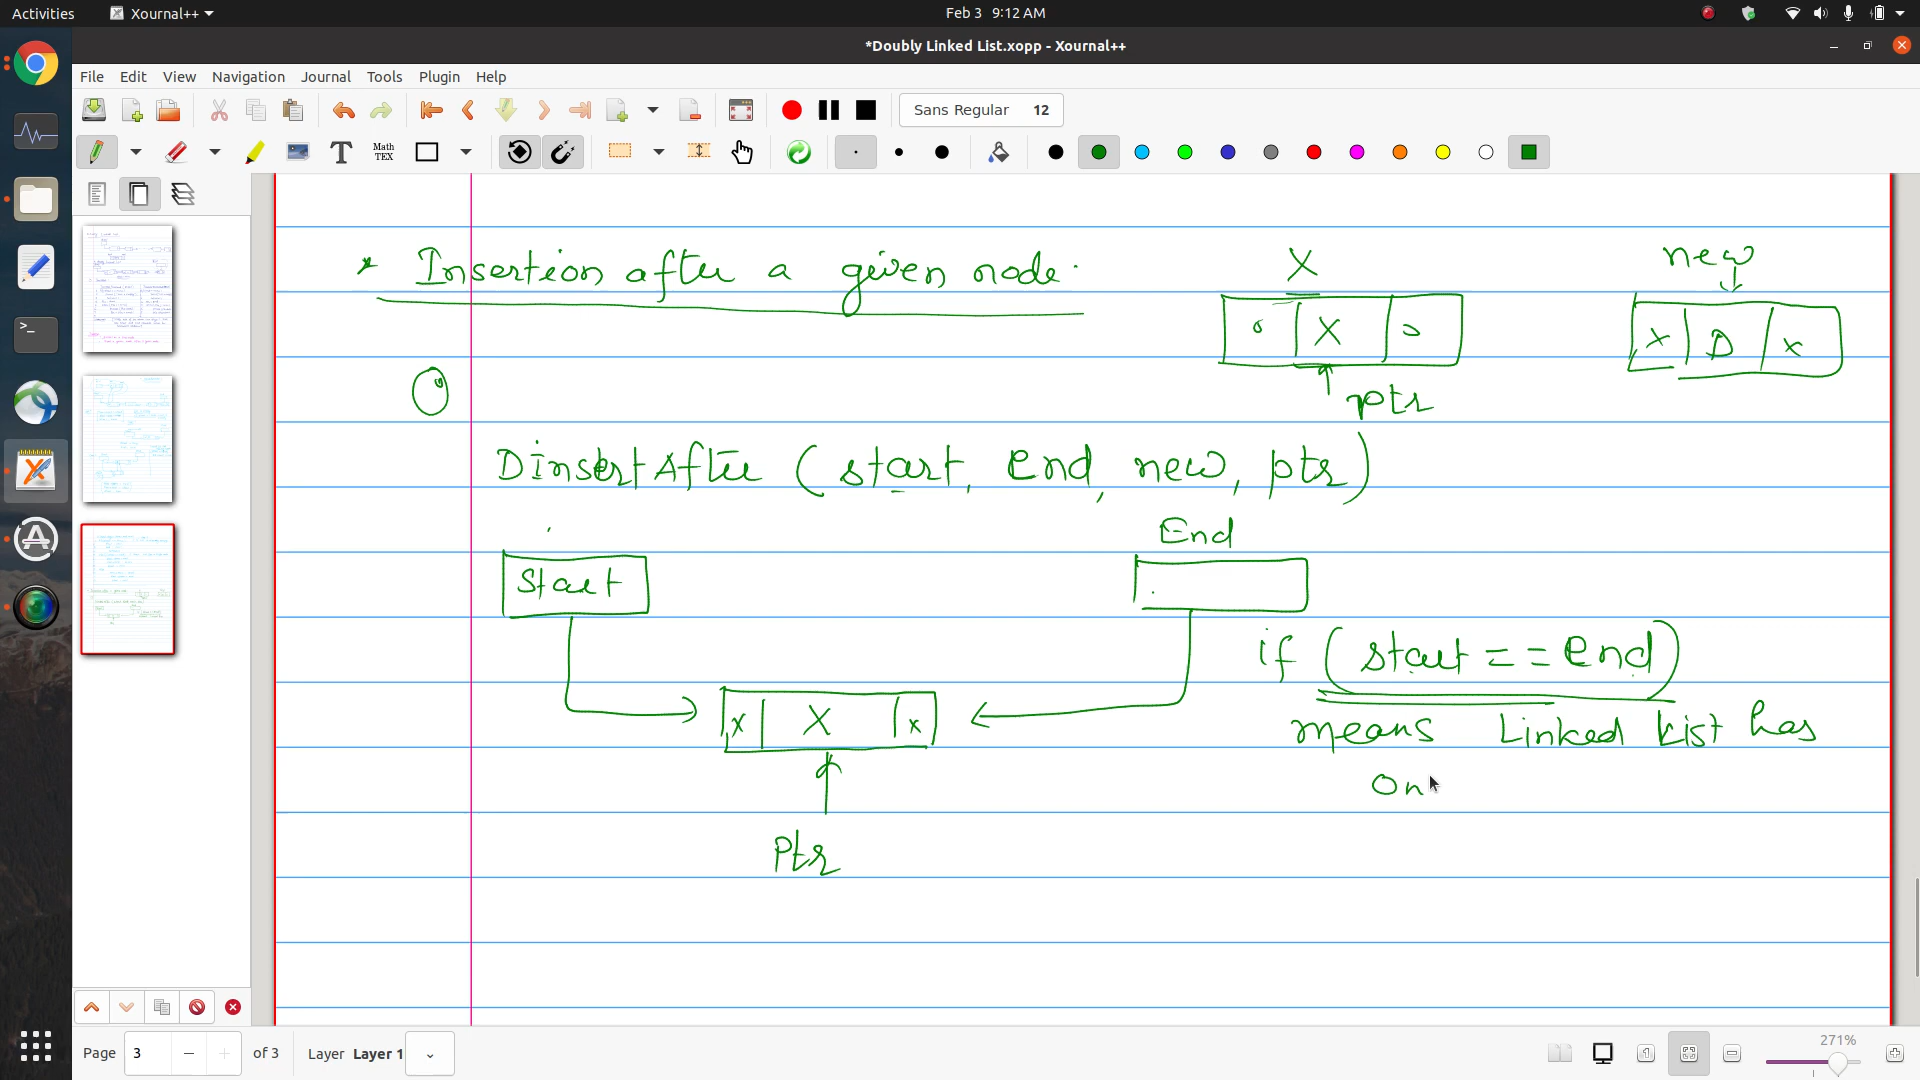 Activities Xournal++ Feb 3 9:12 AM
*Doubly Linked List.xopp - Xournal++
File Edit View Navigation Journal Tools Plugin Help
Sans Regular 12
T Math TEX
* Insertion after a given node.
X new
X X D X
ptr
DinsertAfter (start, end, new, ptr)
End
Start
if (start == end)
X X X
means Linked List has
On
Ptr
Page 3 of 3 Layer Layer 1 271%